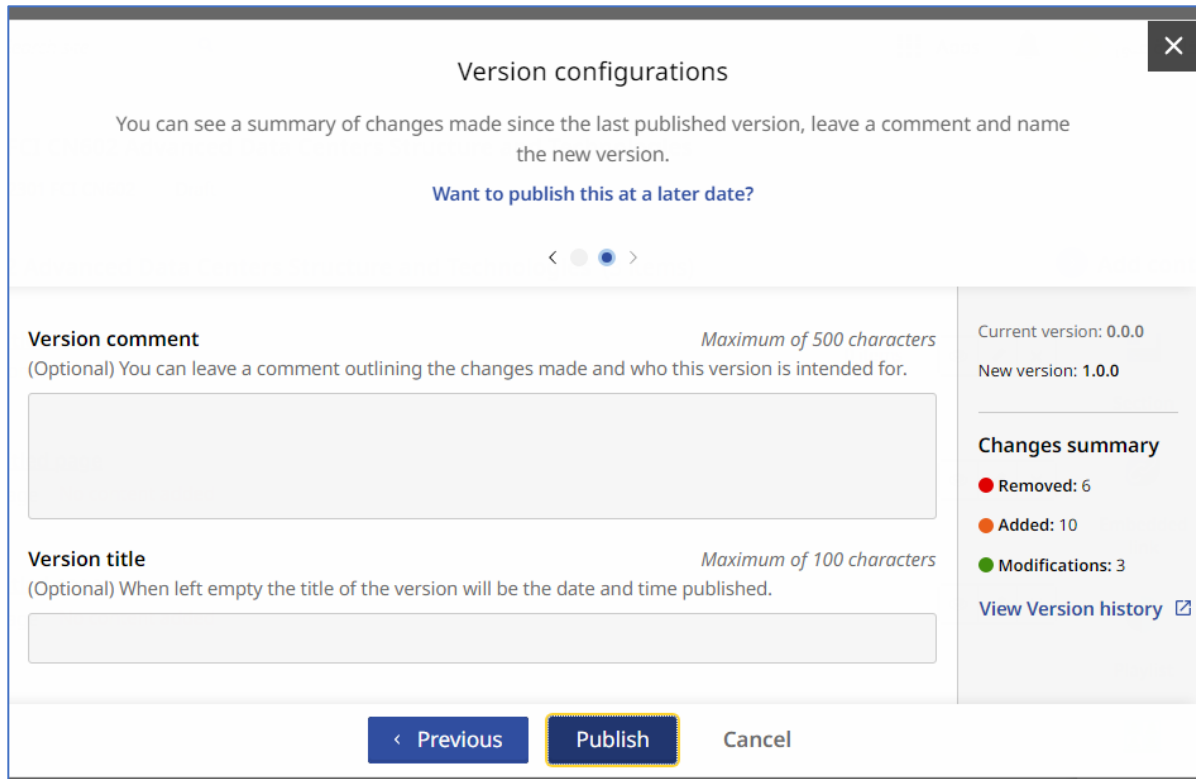 Version configurations
You can see a summary of changes made since the last published version, leave a comment and name
the new version.
Want to publish this at a later date?
Version comment
Maximum of 500 characters
(Optional) You can leave a comment outlining the changes made and who this version is intended for.
Version title
Maximum of 100 characters
(Optional) When left empty the title of the version will be the date and time published.
Current version: 0.0.0
New version: 1.0.0
Changes summary
Removed: 6
Added: 10
Modifications: 3
View Version history
Previous
Publish
Cancel